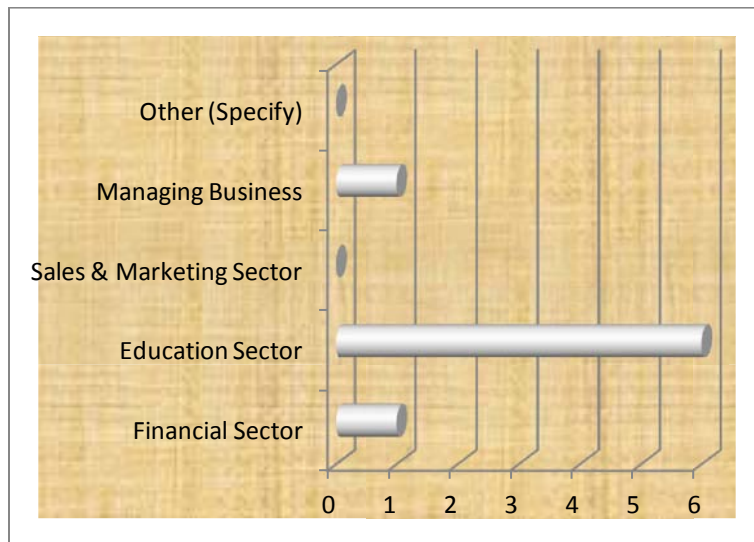 Other (Specify)
Managing Business
Sales & Marketing Sector
Education Sector
Financial Sector
0 1 2 3 4 5 6